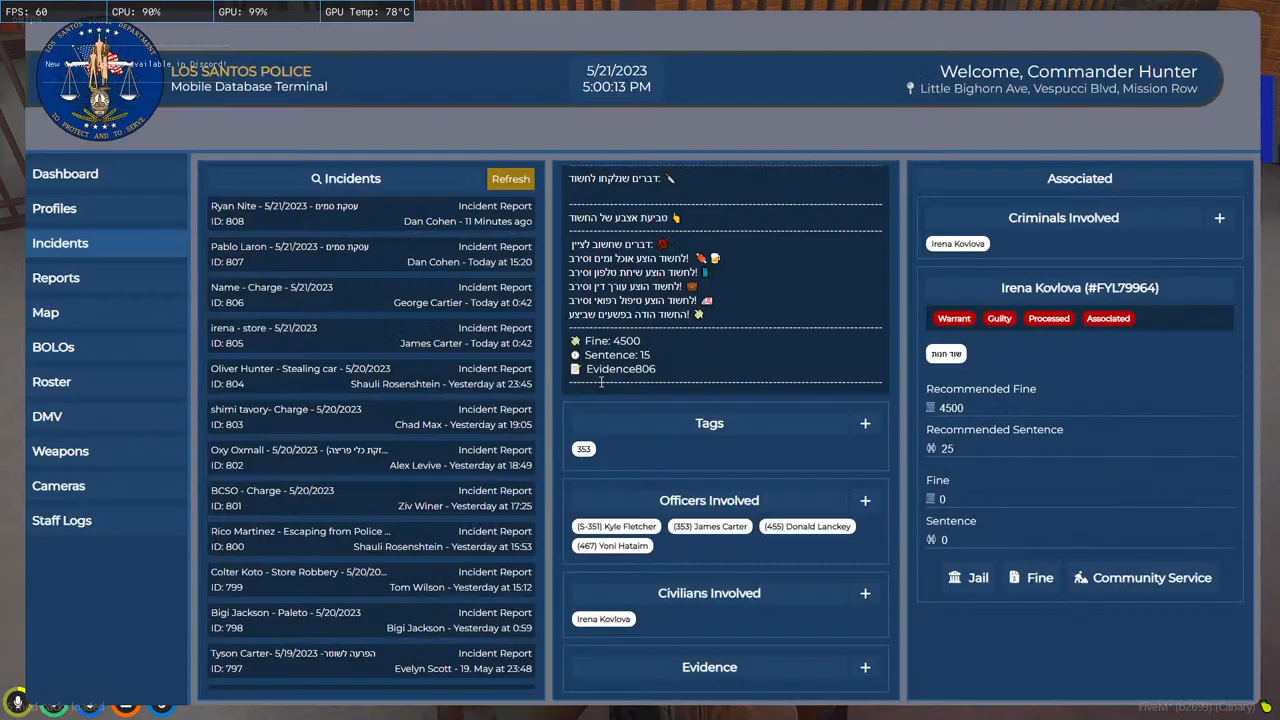 FPS: 60
CPU: 90%
GPU: 99%
GPU Temp: 78°C
LOS SANTOS POLICE
Mobile Database Terminal
5/21/2023
5:00:13 PM
Welcome, Commander Hunter
Little Bighorn Ave, Vespucci Blvd, Mission Row
TO PROTECT AND TO SERVE
Dashboard
Profiles
Incidents
Reports
Map
BOLOs
Roster
DMV
Weapons
Cameras
Staff Logs
Incidents
Refresh
Ryan Nite - 5/21/2023 - עסקת סמים Incident Report
ID: 808 Dan Cohen - 11 Minutes ago
Pablo Laron - 5/21/2023 - עסקת סמים Incident Report
ID: 807 Dan Cohen - Today at 15:20
Name - Charge - 5/21/2023 Incident Report
ID: 806 George Cartier - Today at 0:42
irena - store - 5/21/2023 Incident Report
ID: 805 James Carter - Today at 0:42
Oliver Hunter - Stealing car - 5/20/2023 Incident Report
ID: 804 Shauli Rosenshtein - Yesterday at 23:45
shimi tavory- Charge - 5/20/2023 Incident Report
ID: 803 Chad Max - Yesterday at 19:05
Oxy Oxmall - 5/20/2023 - (זקת כלי פריצה... Incident Report
ID: 802 Alex Levive - Yesterday at 18:49
BCSO - Charge - 5/20/2023 Incident Report
ID: 801 Ziv Winer - Yesterday at 17:25
Rico Martinez - Escaping from Police ... Incident Report
ID: 800 Shauli Rosenshtein - Yesterday at 15:53
Colter Koto - Store Robbery - 5/20/20... Incident Report
ID: 799 Tom Wilson - Yesterday at 15:12
Bigi Jackson - Paleto - 5/20/2023 Incident Report
ID: 798 Bigi Jackson - Yesterday at 0:59
Tyson Carter- 5/19/2023 - הפרעה לשוטר Incident Report
ID: 797 Evelyn Scott - 19. May at 23:48
דברים שנלקחו לחשוד: 🔪
טביעת אצבע של החשוד 👆
דברים שחשוב לציין: 💯
לחשוד הוצע אוכל ומים וסירב! 🍫 🍺
לחשוד הוצע שיחת טלפון וסירב! 📱
לחשוד הוצע עורך דין וסירב! 💼
לחשוד הוצע טיפול רפואי וסירב! 🚑
החשוד הודה בפשעים שביצע! 💸
💸 Fine: 4500
🕐 Sentence: 15
📝 Evidence806
Tags
353
Officers Involved
(S-351) Kyle Fletcher
(353) James Carter
(455) Donald Lanckey
(467) Yoni Hataim
Civilians Involved
Irena Kovlova
Evidence
Associated
Criminals Involved
Irena Kovlova
Irena Kovlova (#FYL79964)
Warrant
Guilty
Processed
Associated
שוד חנות
Recommended Fine
4500
Recommended Sentence
25
Fine
0
Sentence
0
Jail
Fine
Community Service
FiveM* (b2699) (Canary)